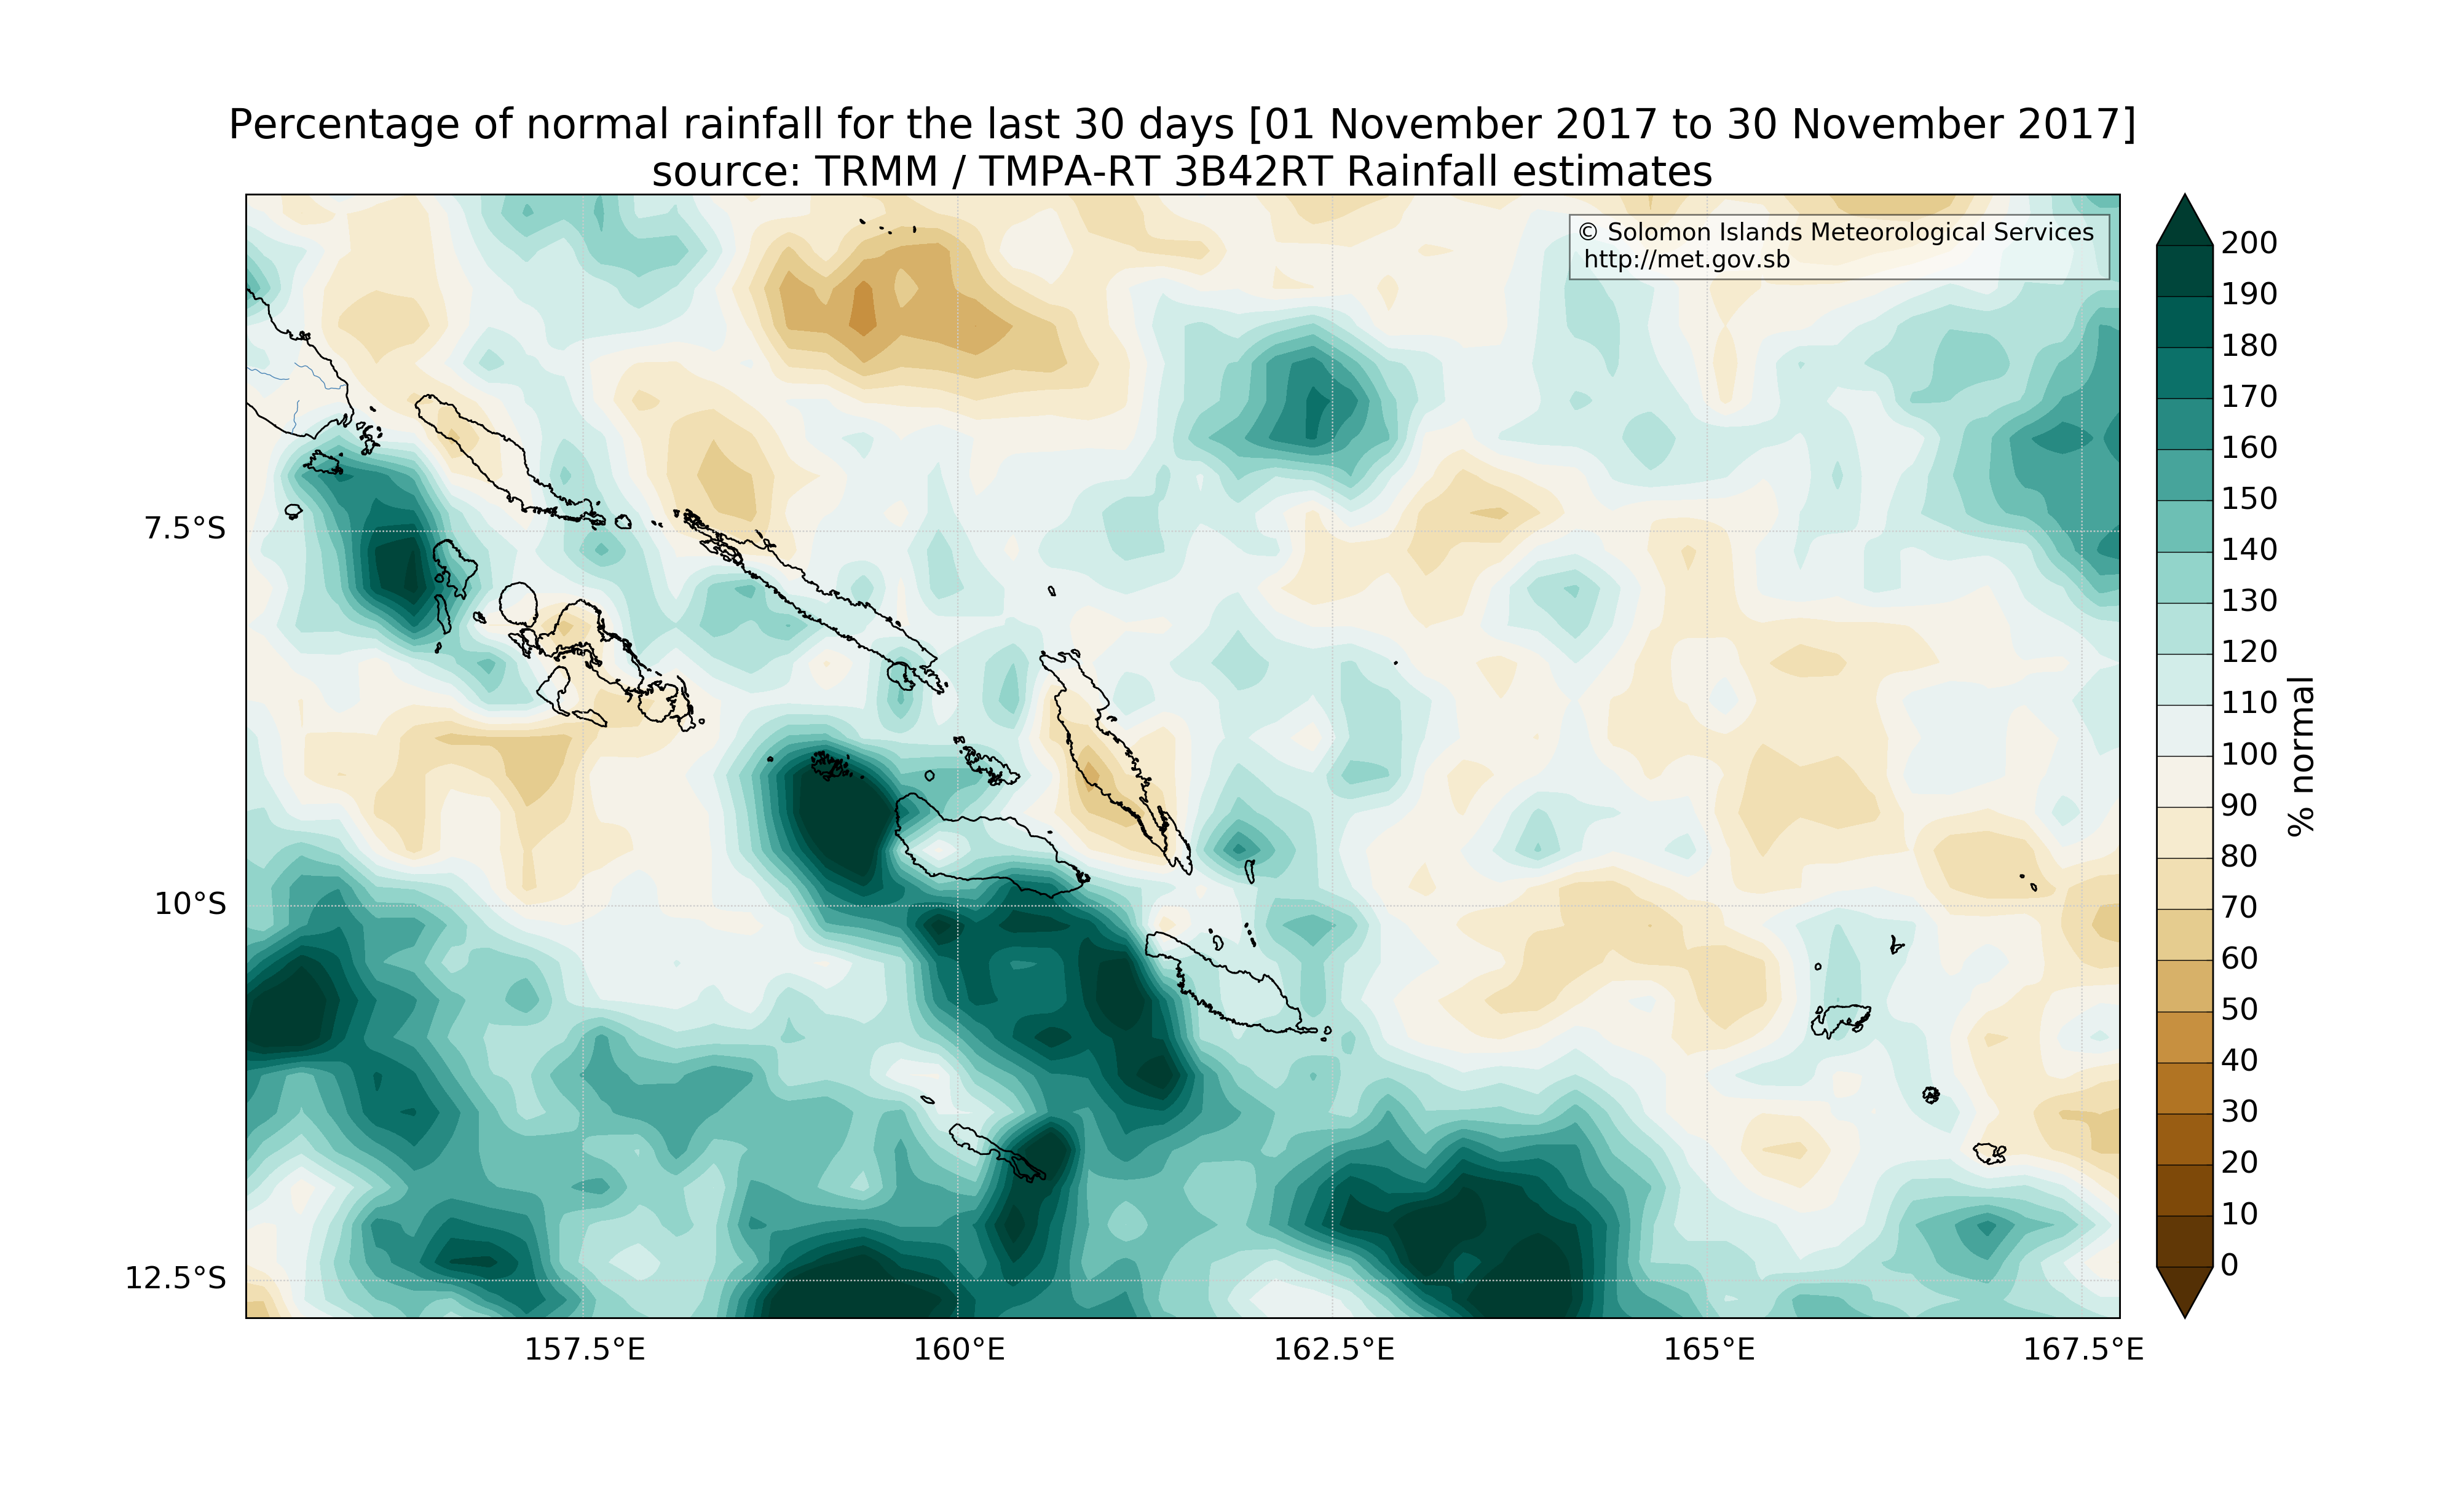 Percentage of normal rainfall for the last 30 days [01 November 2017 to 30 November 2017]
source: TRMM / TMPA-RT 3B42RT Rainfall estimates
© Solomon Islands Meteorological Services
http://met.gov.sb
7.5°S
10°S
12.5°S
157.5°E
160°E
162.5°E
165°E
167.5°E
200
190
180
170
160
150
140
130
120
110
100
90
80
70
60
50
40
30
20
10
0
% normal